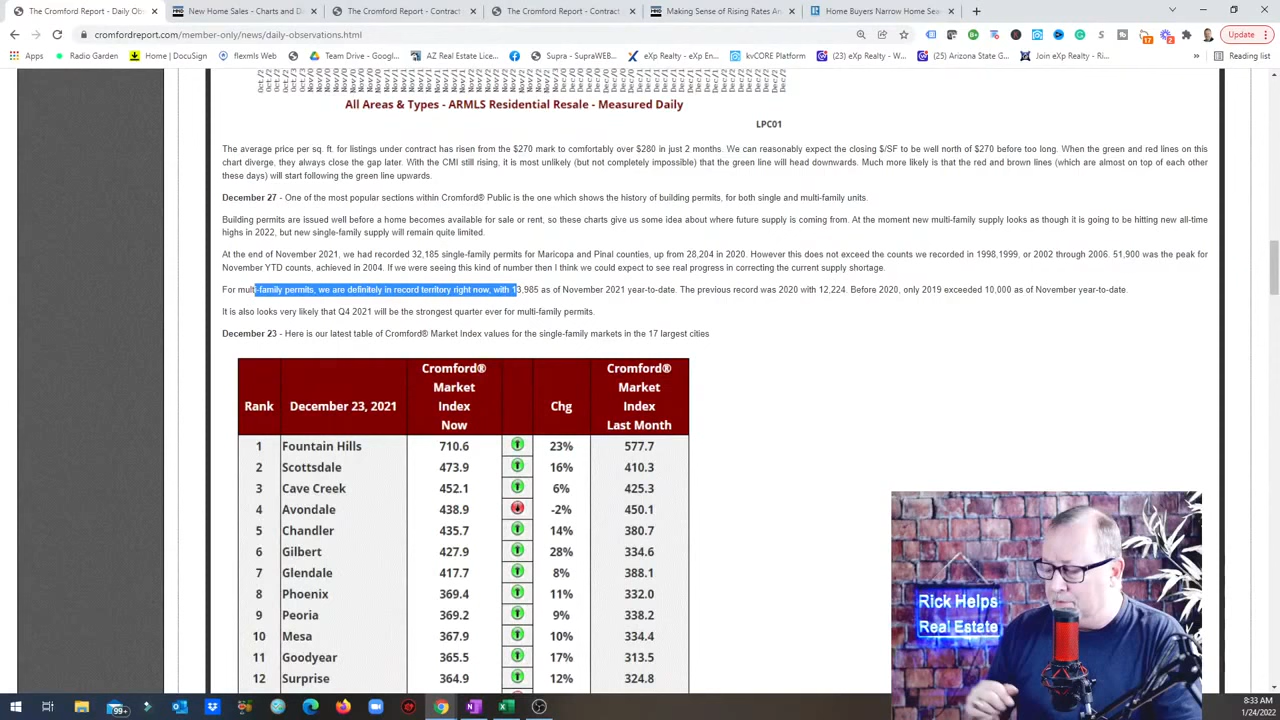 The Cromford Report - Daily Obs
New Home Sales - Charts and D
The Cromford Report - Contract
The Cromford Report - Contract
Making Sense of Rising Rates An
Home Buyers Narrow Home Sea
cromfordreport.com/member-only/news/daily-observations.html
Update
Apps Radio Garden Home | DocuSign flexmls Web Team Drive - Googl... AZ Real Estate Lice... Supra - SupraWEB... eXp Realty - eXp En... kvCORE Platform (23) eXp Realty - W... (25) Arizona State G... Join eXp Realty - Ri... » Reading list
All Areas & Types - ARMLS Residential Resale - Measured Daily
LPC01
The average price per sq. ft. for listings under contract has risen from the $270 mark to comfortably over $280 in just 2 months. We can reasonably expect the closing $/SF to be well north of $270 before too long. When the green and red lines on this
chart diverge, they always close the gap later. With the CMI still rising, it is most unlikely (but not completely impossible) that the green line will head downwards. Much more likely is that the red and brown lines (which are almost on top of each other
these days) will start following the green line upwards.
December 27 - One of the most popular sections within Cromford® Public is the one which shows the history of building permits, for both single and multi-family units.
Building permits are issued well before a home becomes available for sale or rent, so these charts give us some idea about where future supply is coming from. At the moment new multi-family supply looks as though it is going to be hitting new all-time
highs in 2022, but new single-family supply will remain quite limited.
At the end of November 2021, we had recorded 32,185 single-family permits for Maricopa and Pinal counties, up from 28,204 in 2020. However this does not exceed the counts we recorded in 1998,1999, or 2002 through 2006. 51,900 was the peak for
November YTD counts, achieved in 2004. If we were seeing this kind of number then I think we could expect to see real progress in correcting the current supply shortage.
For multi-family permits, we are definitely in record territory right now, with 13,985 as of November 2021 year-to-date. The previous record was 2020 with 12,224. Before 2020, only 2019 exceeded 10,000 as of November year-to-date.
It is also looks very likely that Q4 2021 will be the strongest quarter ever for multi-family permits.
December 23 - Here is our latest table of Cromford® Market Index values for the single-family markets in the 17 largest cities
Rank December 23, 2021 Cromford® Market Index Now Chg Cromford® Market Index Last Month
1 Fountain Hills 710.6 23% 577.7
2 Scottsdale 473.9 16% 410.3
3 Cave Creek 452.1 6% 425.3
4 Avondale 438.9 -2% 450.1
5 Chandler 435.7 14% 380.7
6 Gilbert 427.9 28% 334.6
7 Glendale 417.7 8% 388.1
8 Phoenix 369.4 11% 332.0
9 Peoria 369.2 9% 338.2
10 Mesa 367.9 10% 334.4
11 Goodyear 365.5 17% 313.5
12 Surprise 364.9 12% 324.8
Rick Helps
Real Estate
99+
8:33 AM
1/24/2022